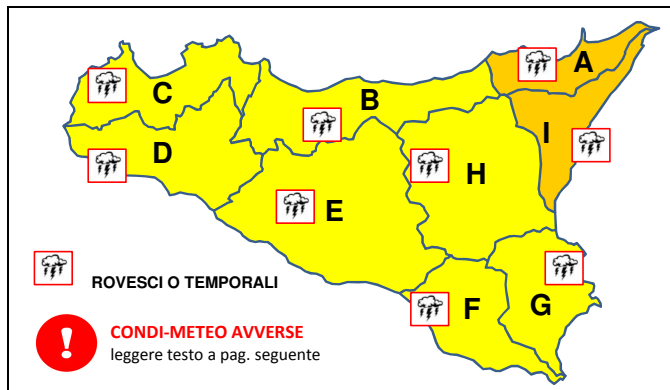 A
C
B
I
D
H
E
F
G
ROVESCI O TEMPORALI
CONDI-METEO AVVERSE
leggere testo a pag. seguente